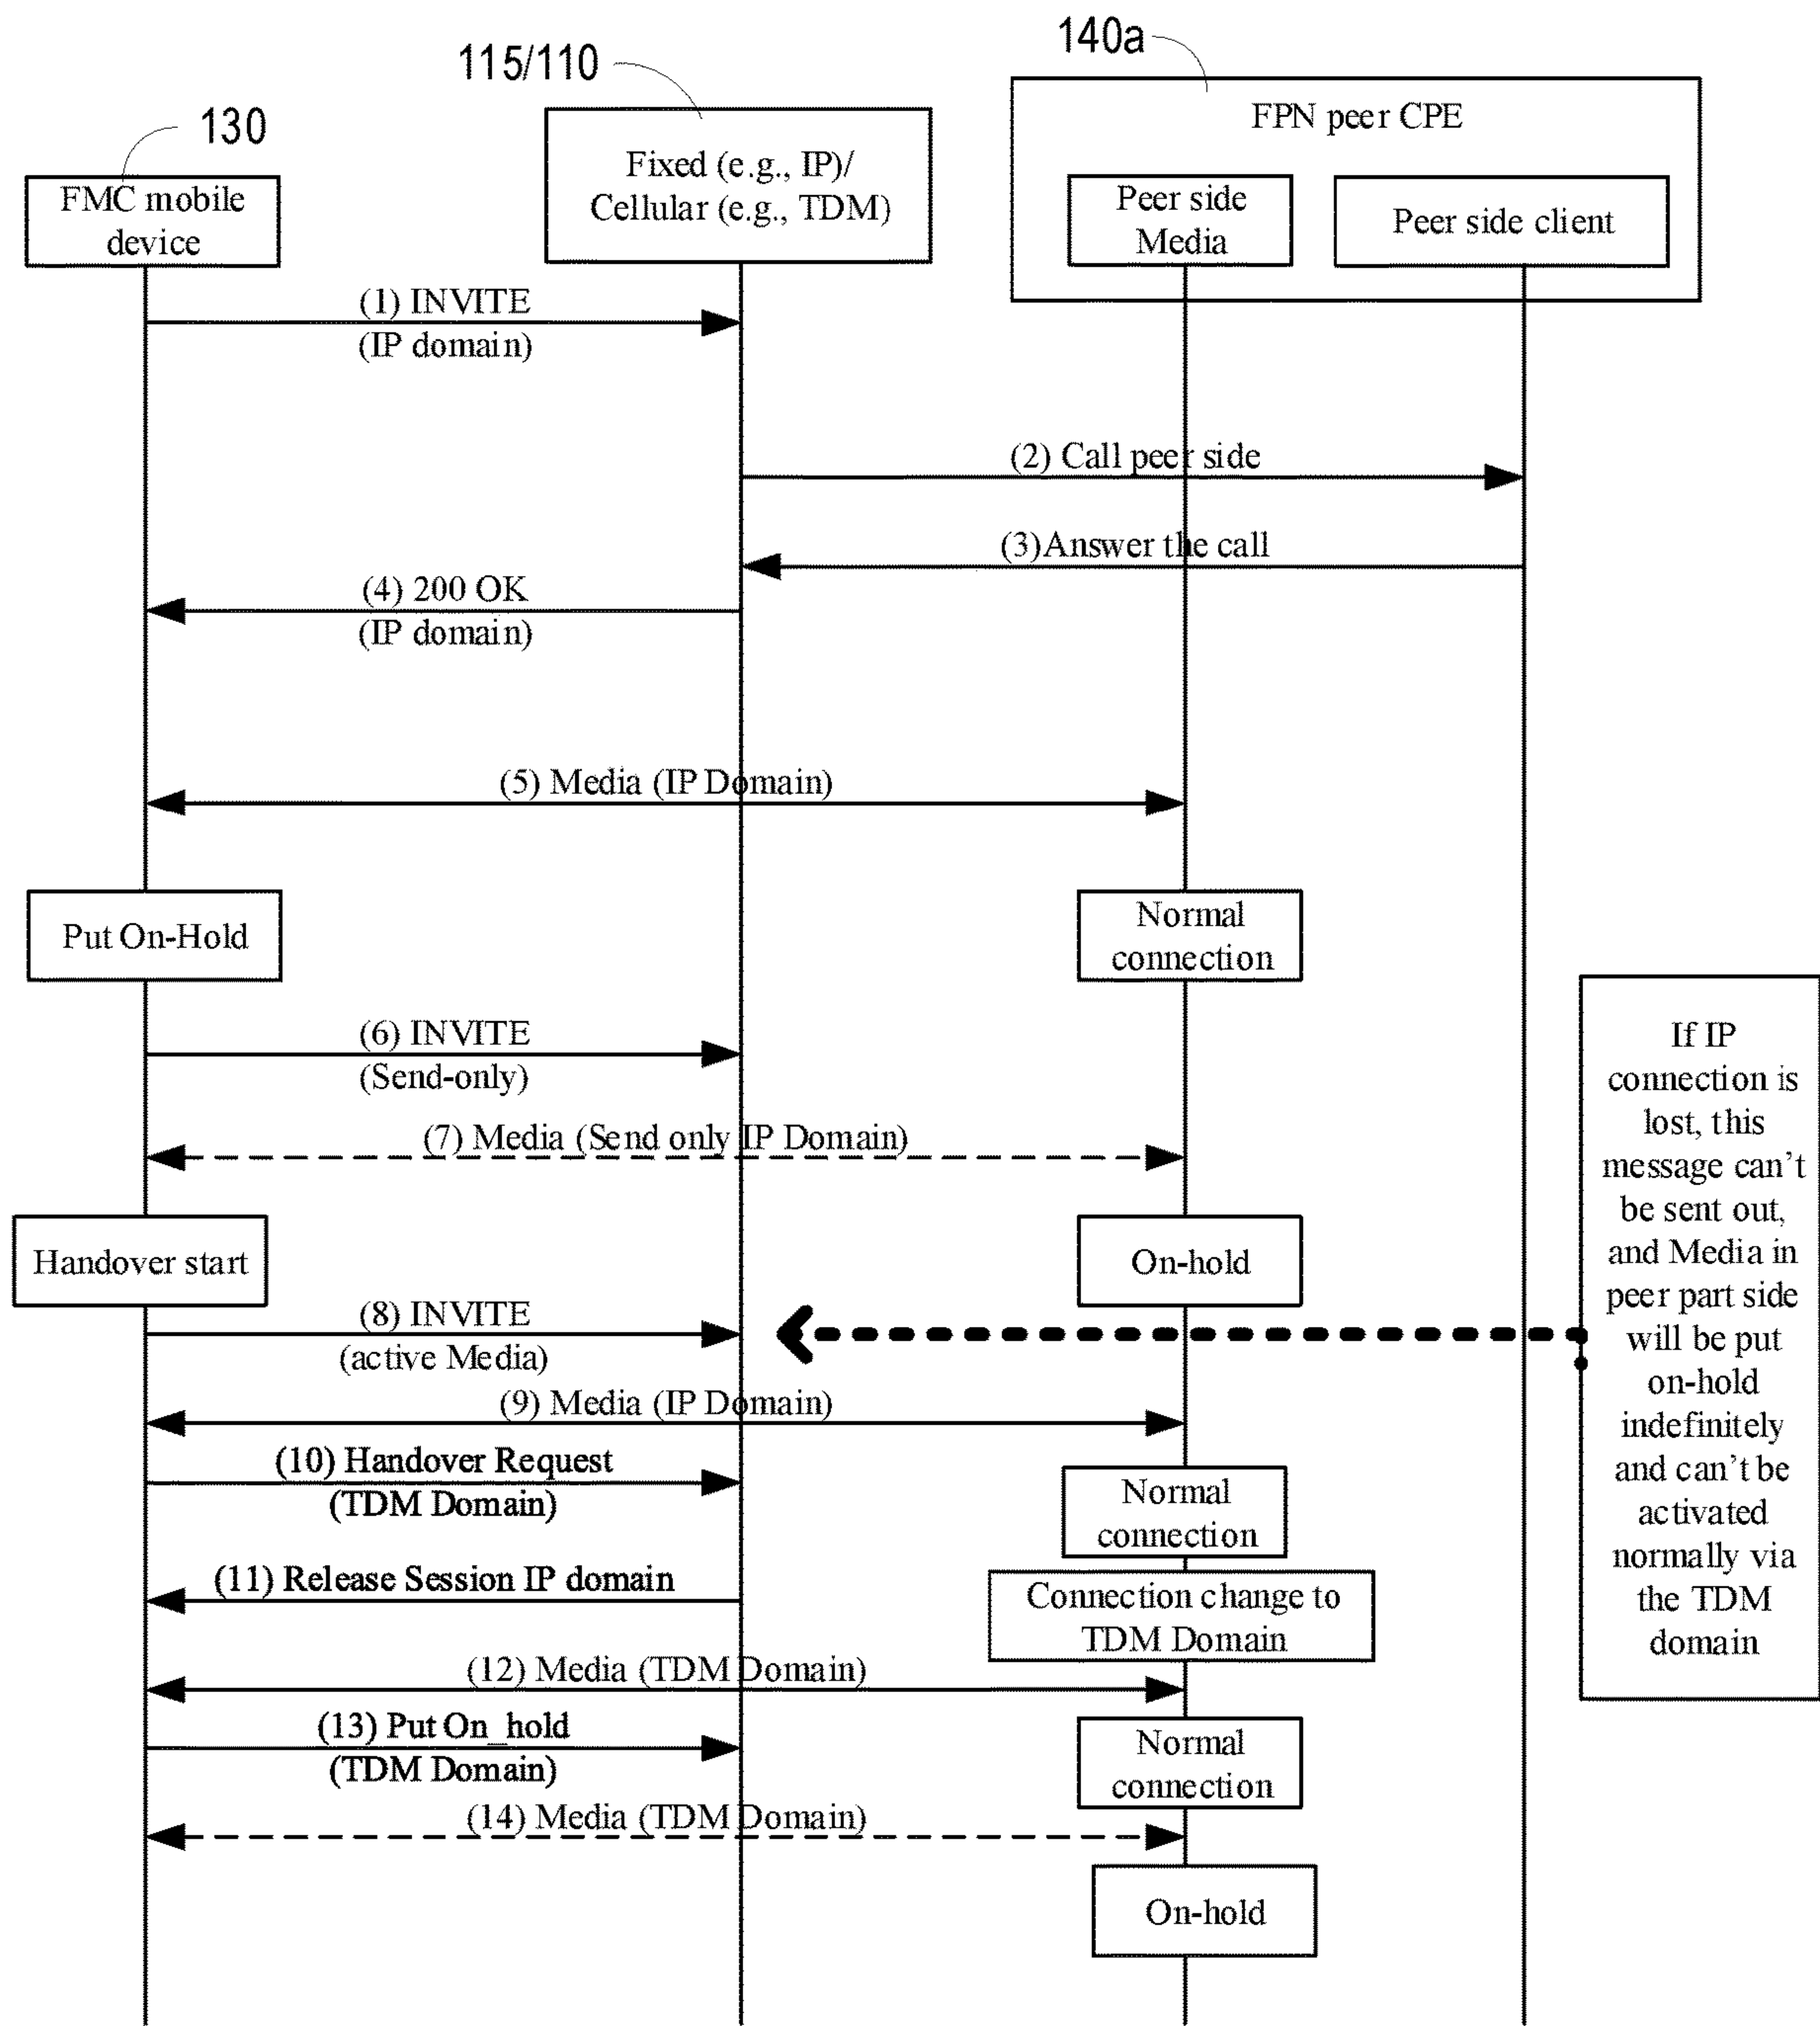 140a
115/110
130
FPN peer CPE
Fixed (e.g., IP)/
Cellular (e.g., TDM)
FMC mobile
device
Peer side
Media
Peer side client
(1) INVITE
(IP domain)
(2) Call peer side
(3)Answer the call
(4) 200 OK
(IP domain)
(5) Media (IP Domain)
Put On-Hold
Normal
connection
(6) INVITE
(Send-only)
(7) Media (Send only IP Domain)
Handover start
On-hold
(8) INVITE
(active Media)
If IP
connection is
lost, this
message can't
be sent out,
and Media in
peer part side
will be put
on-hold
indefinitely
and can't be
activated
normally via
the TDM
domain
(9) Media (IP Domain)
(10) Handover Request
(TDM Domain)
Normal
connection
(11) Release Session IP domain
Connection change to
TDM Domain
(12) Media (TDM Domain)
(13) Put On_hold
(TDM Domain)
Normal
connection
(14) Media (TDM Domain)
On-hold